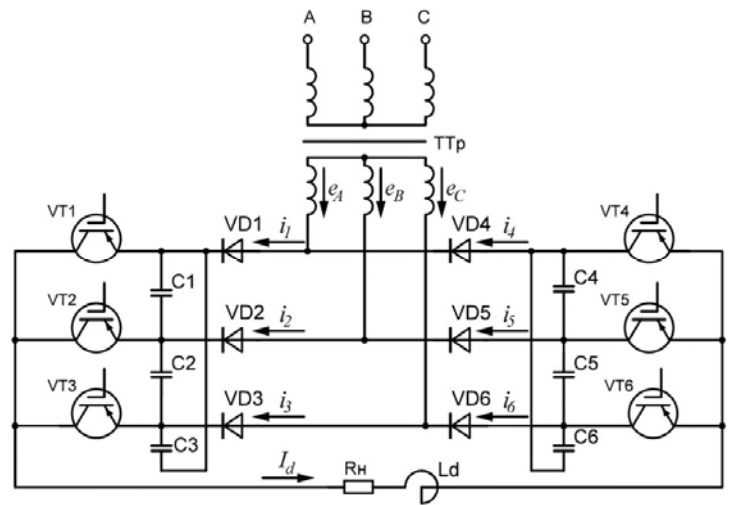 A B C
ТТр
eA eB eC
VT1 VD1 i1 VD4 i4 VT4
C1 C4
VT2 VD2 i2 VD5 i5 VT5
C2 C5
VT3 VD3 i3 VD6 i6 VT6
C3 C6
Id Rн Ld